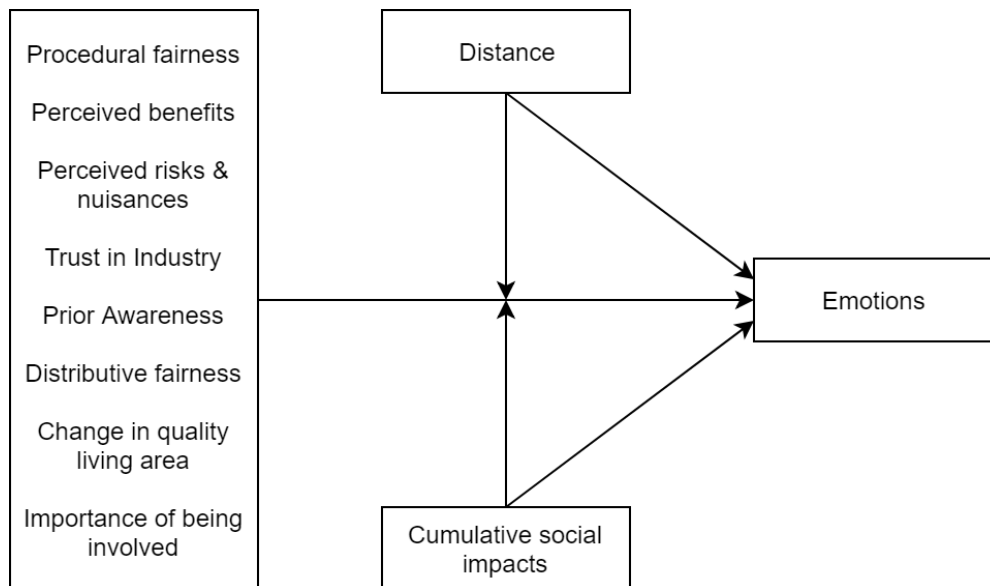 Procedural fairness
Perceived benefits
Perceived risks &
nuisances
Trust in Industry
Prior Awareness
Distributive fairness
Change in quality
living area
Importance of being
involved
Distance
Emotions
Cumulative social
impacts